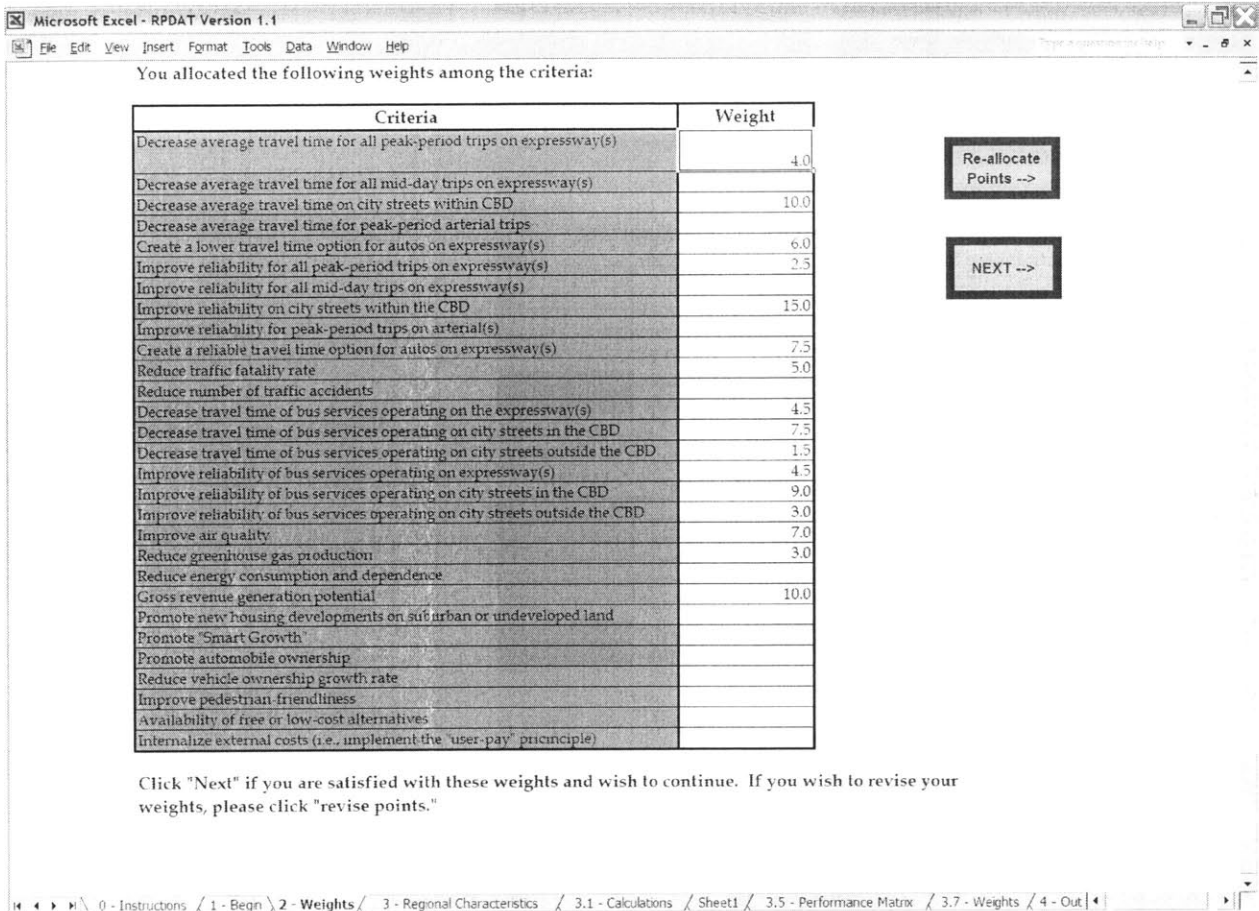 Microsoft Excel - RPDAT Version 1.1
File Edit View Insert Format Tools Data Window Help
You allocated the following weights among the criteria:
Criteria Weight
Decrease average travel time for all peak-period trips on expressway(s) 4.0
Decrease average travel time for all mid-day trips on expressway(s)
Decrease average travel time on city streets within CBD 10.0
Decrease average travel time for peak-period arterial trips
Create a lower travel time option for autos on expressway(s) 6.0
Improve reliability for all peak-period trips on expressway(s) 2.5
Improve reliability for all mid-day trips on expressway(s)
Improve reliability on city streets within the CBD 15.0
Improve reliability for peak-period trips on arterial(s)
Create a reliable travel time option for autos on expressway(s) 7.5
Reduce traffic fatality rate 5.0
Reduce number of traffic accidents
Decrease travel time of bus services operating on the expressway(s) 4.5
Decrease travel time of bus services operating on city streets in the CBD 7.5
Decrease travel time of bus services operating on city streets outside the CBD 1.5
Improve reliability of bus services operating on expressway(s) 4.5
Improve reliability of bus services operating on city streets in the CBD 9.0
Improve reliability of bus services operating on city streets outside the CBD 3.0
Improve air quality 7.0
Reduce greenhouse gas production 3.0
Reduce energy consumption and dependence
Gross revenue generation potential 10.0
Promote new housing developments on suburban or undeveloped land
Promote "Smart Growth"
Promote automobile ownership
Reduce vehicle ownership growth rate
Improve pedestrian-friendliness
Availability of free or low-cost alternatives
Internalize external costs (i.e., implement the "user-pay" pricinciple)
Re-allocate
Points -->
NEXT -->
Click "Next" if you are satisfied with these weights and wish to continue. If you wish to revise your
weights, please click "revise points."
0 - Instructions / 1 - Begin \ 2 - Weights / 3 - Regional Characteristics / 3.1 - Calculations / Sheet1 / 3.5 - Performance Matrix / 3.7 - Weights / 4 - Out